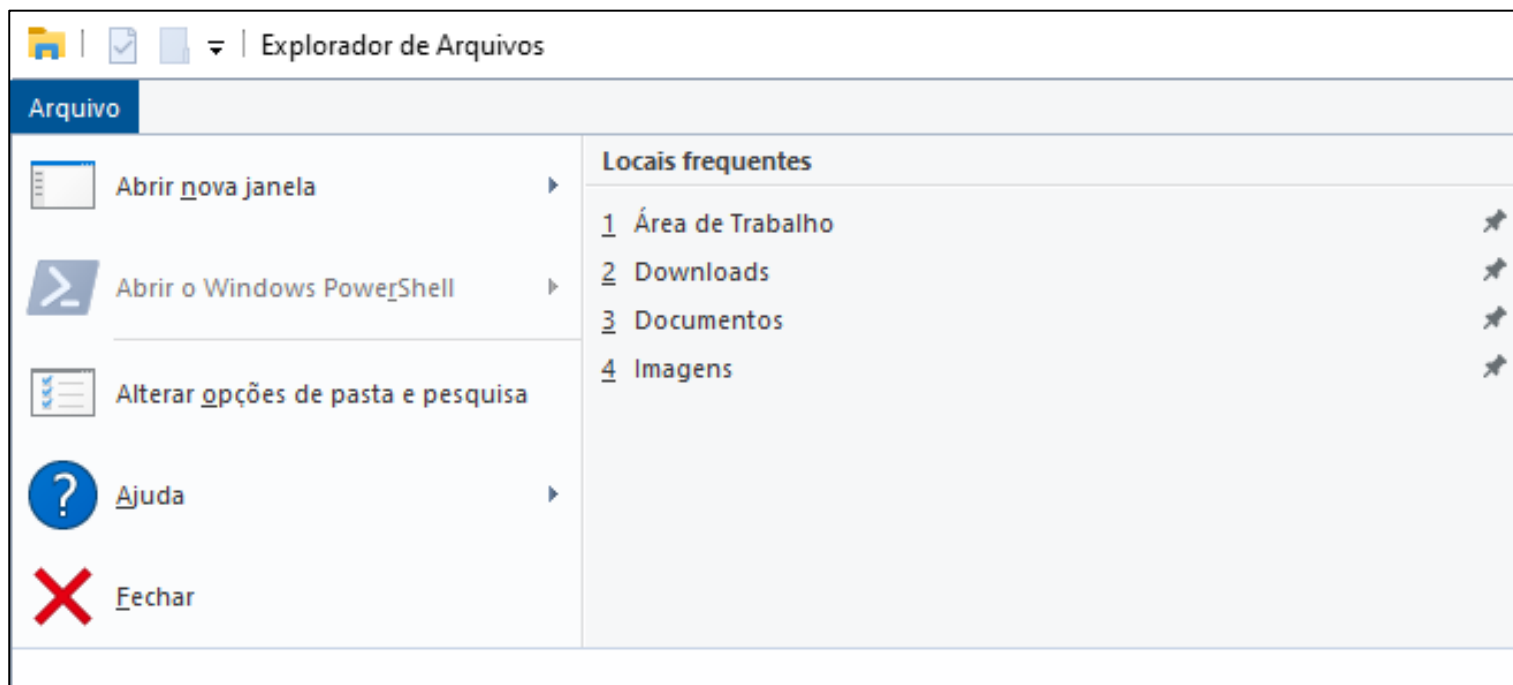 Explorador de Arquivos
Arquivo
Abrir nova janela
Abrir o Windows PowerShell
Alterar opções de pasta e pesquisa
Ajuda
Fechar
Locais frequentes
1 Área de Trabalho
2 Downloads
3 Documentos
4 Imagens